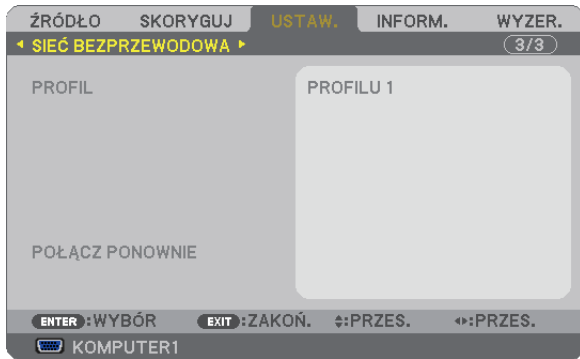 ŹRÓDŁO SKORYGUJ USTAW. INFORM. WYZER.
SIEĆ BEZPRZEWODOWA 3/3
PROFIL PROFILU 1
POŁĄCZ PONOWNIE
ENTER :WYBÓR EXIT :ZAKOŃ. :PRZES. :PRZES.
KOMPUTER1